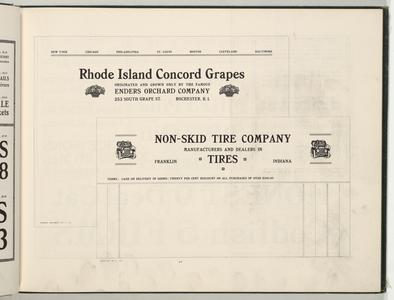 NEW YORK CHICAGO PHILADELPHIA ST. LOUIS BOSTON CLEVELAND BALTIMORE
Rhode Island Concord Grapes
ORIGINATED AND GROWN ONLY BY THE FAMOUS
ENDERS ORCHARD COMPANY
253 SOUTH GRAPE ST. ROCHESTER, R. I.
NON-SKID TIRE COMPANY
MANUFACTURERS AND DEALERS IN
FRANKLIN TIRES INDIANA
TERMS: CASH ON DELIVERY OF GOODS; TWENTY PER CENT DISCOUNT ON ALL PURCHASES OF OVER
S
8
S
3